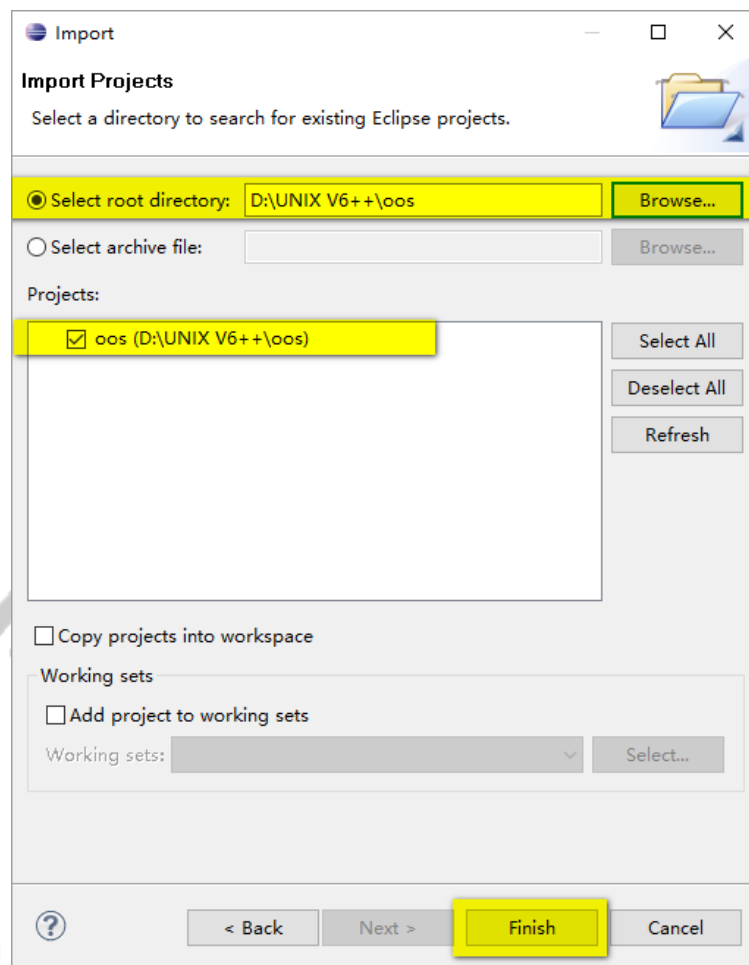 Import
Import Projects
Select a directory to search for existing Eclipse projects.
Select root directory: D:\UNIX V6++\oos Browse...
Select archive file: Browse...
Projects:
oos (D:\UNIX V6++\oos) Select All
Deselect All
Refresh
Copy projects into workspace
Working sets
Add project to working sets
Working sets: Select...
? < Back Next > Finish Cancel